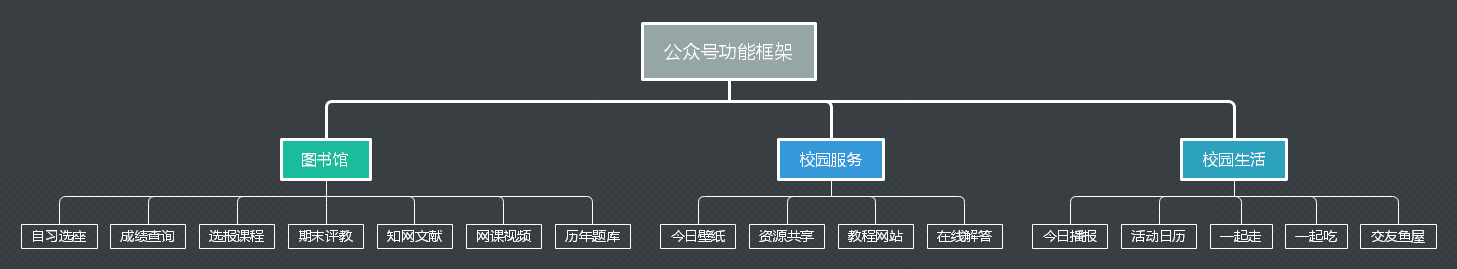 公众号功能框架
图书馆
校园服务
校园生活
自习选座
成绩查询
选报课程
期末评教
知网文献
网课视频
历年题库
今日壁纸
资源共享
教程网站
在线解答
今日播报
活动日历
一起走
一起吃
交友鱼屋